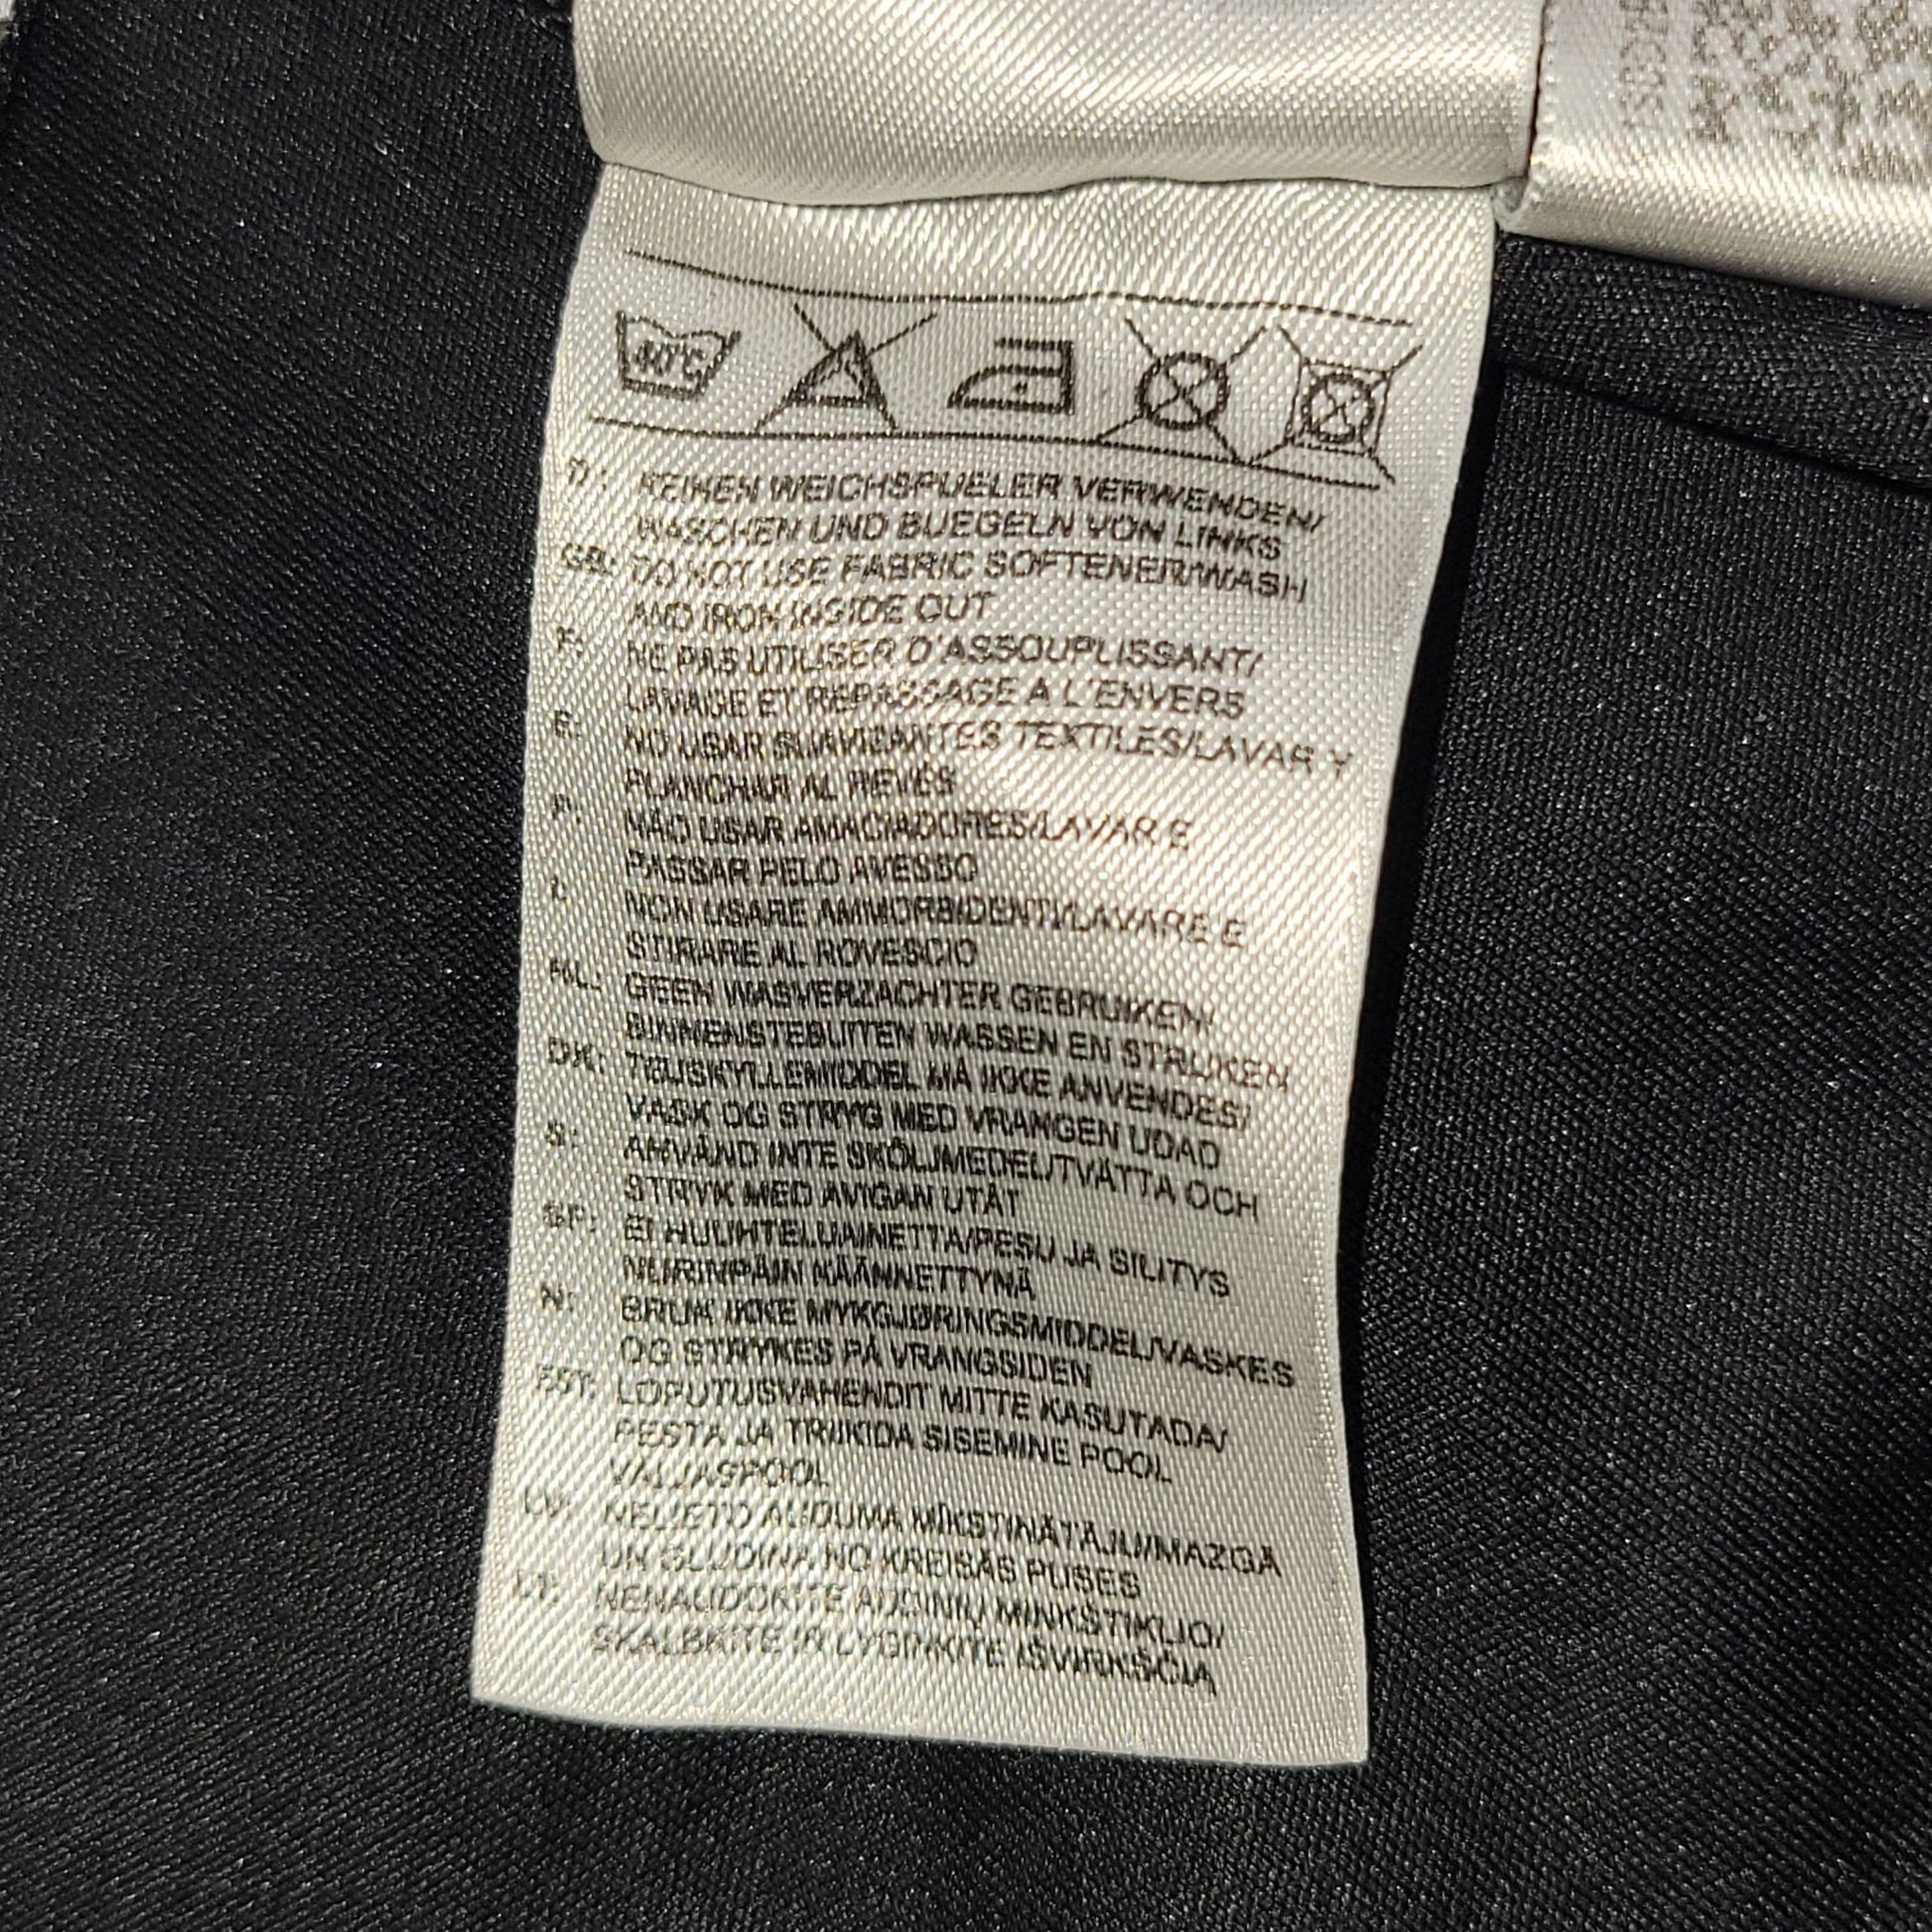 40°C
D: KEINEN WEICHSPUELER VERWENDEN/
WASCHEN UND BUEGELN VON LINKS
GB: DO NOT USE FABRIC SOFTENER/WASH
AND IRON INSIDE OUT
F: NE PAS UTILISER D'ASSOUPLISSANT/
LAVAGE ET REPASSAGE A L'ENVERS
E: NO USAR SUAVIZANTES TEXTILES/LAVAR Y
PLANCHAR AL REVÉS
P: NÃO USAR AMACIADORES/LAVAR E
PASSAR PELO AVESSO
I: NON USARE AMMORBIDENTI/LAVARE E
STIRARE AL ROVESCIO
NL: GEEN WASVERZACHTER GEBRUIKEN/
BINNENSTEBUITEN WASSEN EN STRIJKEN
DK: TØJSKYLLEMIDDEL MÅ IKKE ANVENDES/
VASK OG STRYG MED VRANGEN UDAD
S: ANVÄND INTE SKÖLJMEDEL/TVÄTTA OCH
STRYK MED AVIGAN UTÅT
SF: EI HUUHTELUAINETTA/PESU JA SILITYS
NURINPÄIN KÄÄNNETTYNÄ
N: BRUK IKKE MYKGJØRINGSMIDDEL/VASKES
OG STRYKES PÅ VRANGSIDEN
EST: LOPUTUSVAHENDIT MITTE KASUTADA/
PESTA JA TRIIKIDA SISEMINE POOL
VÄLJASPOOL
LV: NELIETO AUDUMA MĪKSTINĀTĀJU/MAZGĀ
UN GLUDINA NO KREISĀS PUSES
LT: NENAUDOKITE AUDINIŲ MINKŠTIKLIO/
SKALBKITE IR LYGINKITE IŠVIRKŠČIĄ